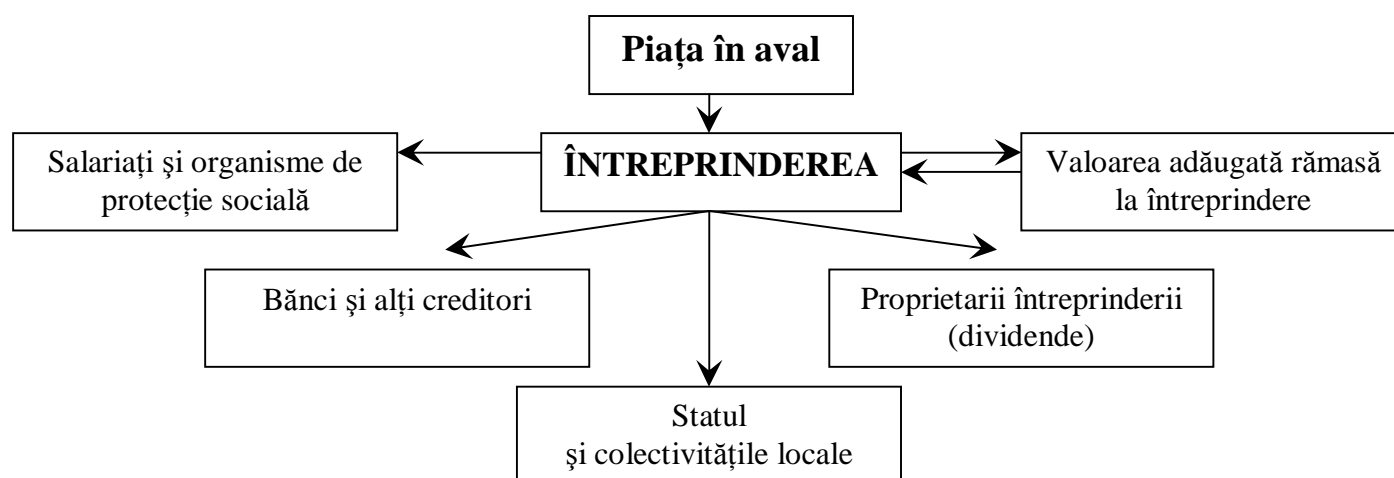 Piața în aval
Salariați şi organisme de
protecție socială
ÎNTREPRINDEREA
Valoarea adăugată rămasă
la întreprindere
Bănci şi alți creditori
Proprietarii întreprinderii
(dividende)
Statul
şi colectivitățile locale